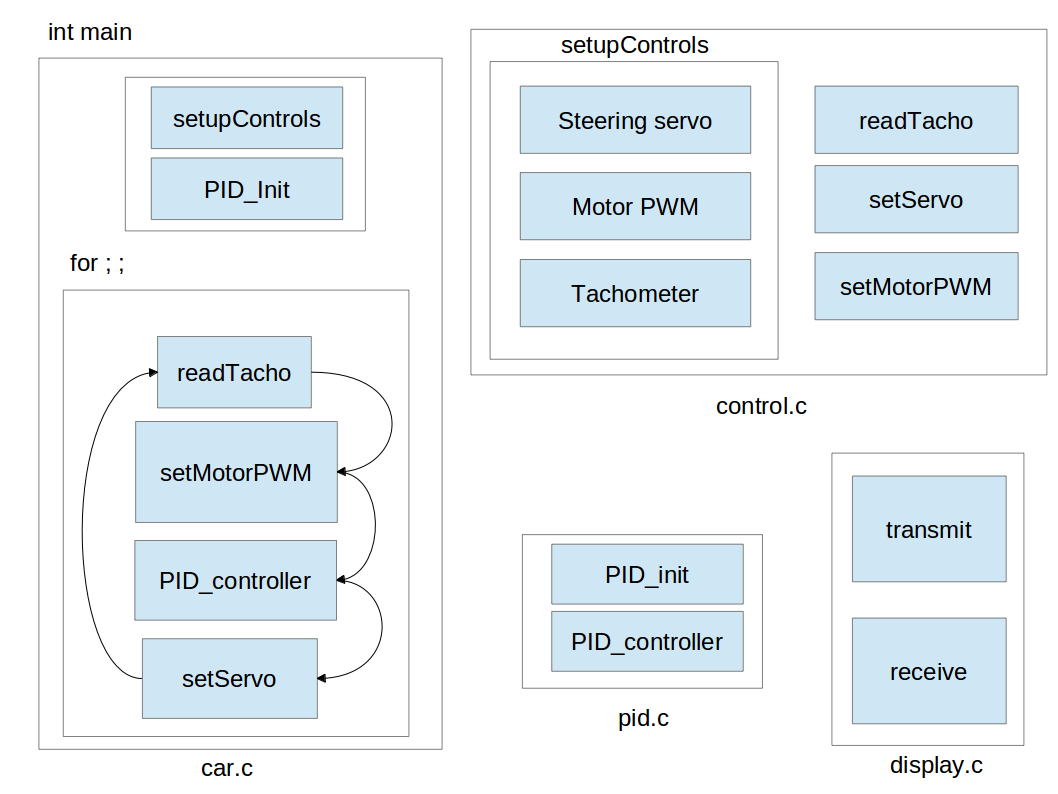 int main
setupControls
PID_Init
for ; ;
readTacho
setMotorPWM
PID_controller
setServo
car.c
setupControls
Steering servo
Motor PWM
Tachometer
readTacho
setServo
setMotorPWM
control.c
PID_init
PID_controller
pid.c
transmit
receive
display.c